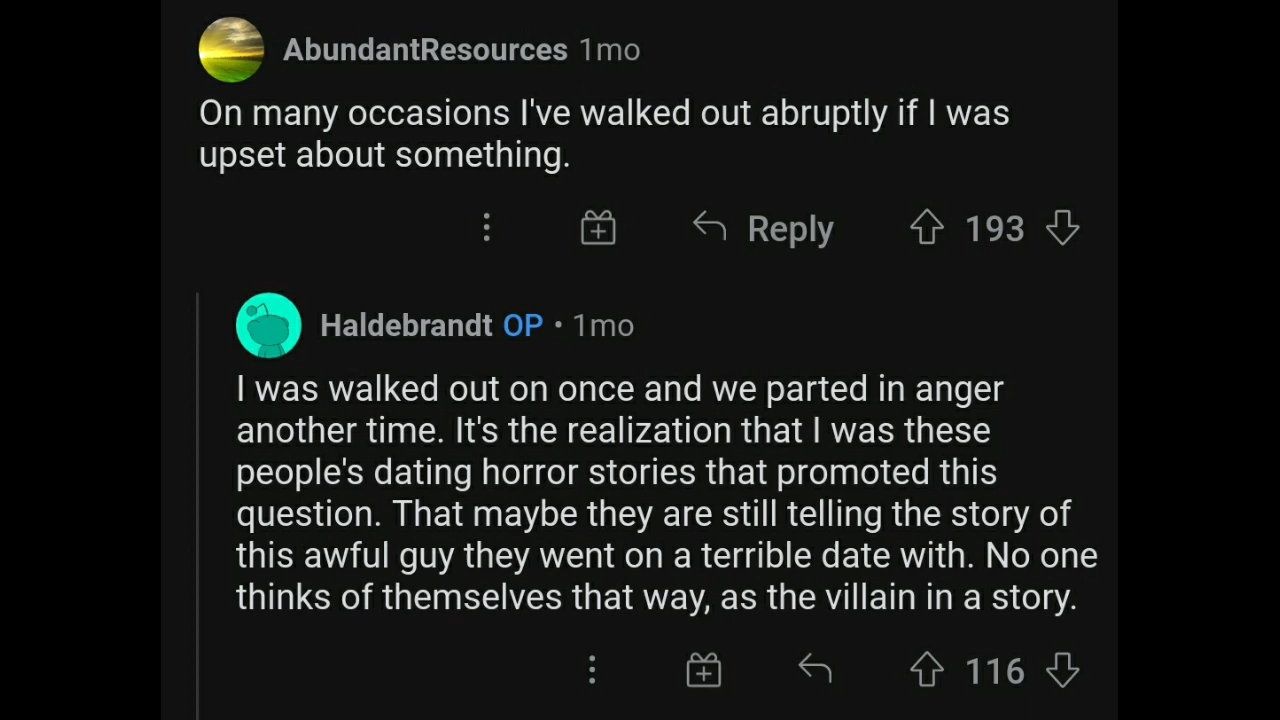 AbundantResources 1mo
On many occasions I've walked out abruptly if I was
upset about something.
Reply 193
Haldebrandt OP • 1mo
I was walked out on once and we parted in anger
another time. It's the realization that I was these
people's dating horror stories that promoted this
question. That maybe they are still telling the story of
this awful guy they went on a terrible date with. No one
thinks of themselves that way, as the villain in a story.
116